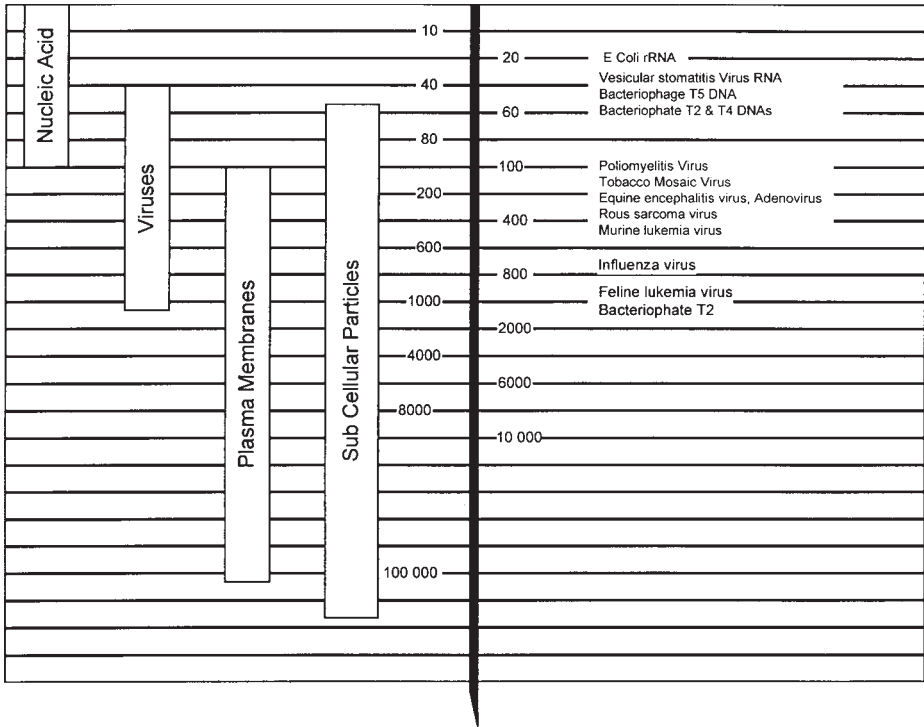 Nucleic Acid
Viruses
Plasma Membranes
Sub Cellular Particles
10
20
40
60
80
100
200
400
600
800
1000
2000
4000
6000
8000
10 000
100 000
E Coli rRNA
Vesicular stomatitis Virus RNA
Bacteriophage T5 DNA
Bacteriophate T2 & T4 DNAs
Poliomyelitis Virus
Tobacco Mosaic Virus
Equine encephalitis virus, Adenovirus
Rous sarcoma virus
Murine lukemia virus
Influenza virus
Feline lukemia virus
Bacteriophate T2